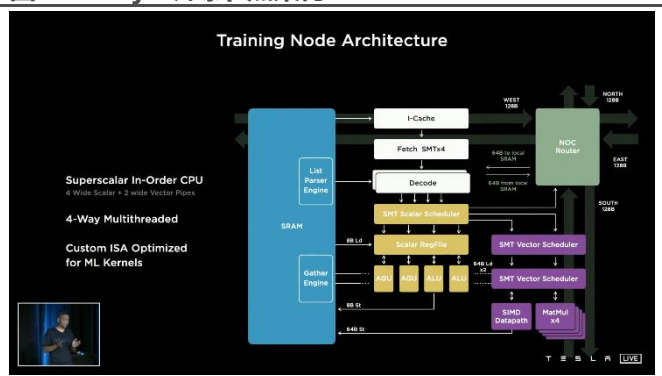 Training Node Architecture
Superscalar In-Order CPU
4 Wide Scalar + 2 wide Vector Pipes
4-Way Multithreaded
Custom ISA Optimized
for ML Kernels
SRAM
List
Parser
Engine
Gather
Engine
I-Cache
Fetch SMTx4
Decode
SMT Scalar Scheduler
8B Ld
Scalar RegFile
AGU
AGU
ALU
ALU
8B St
64B St
64B Ld
x2
WEST
128B
NORTH
128B
NOC
Router
EAST
128B
SOUTH
128B
64B to local
SRAM
64B from local
SRAM
SMT Vector Scheduler
SMT Vector Scheduler
SIMD
Datapath
MatMul
x4
TESLA LIVE